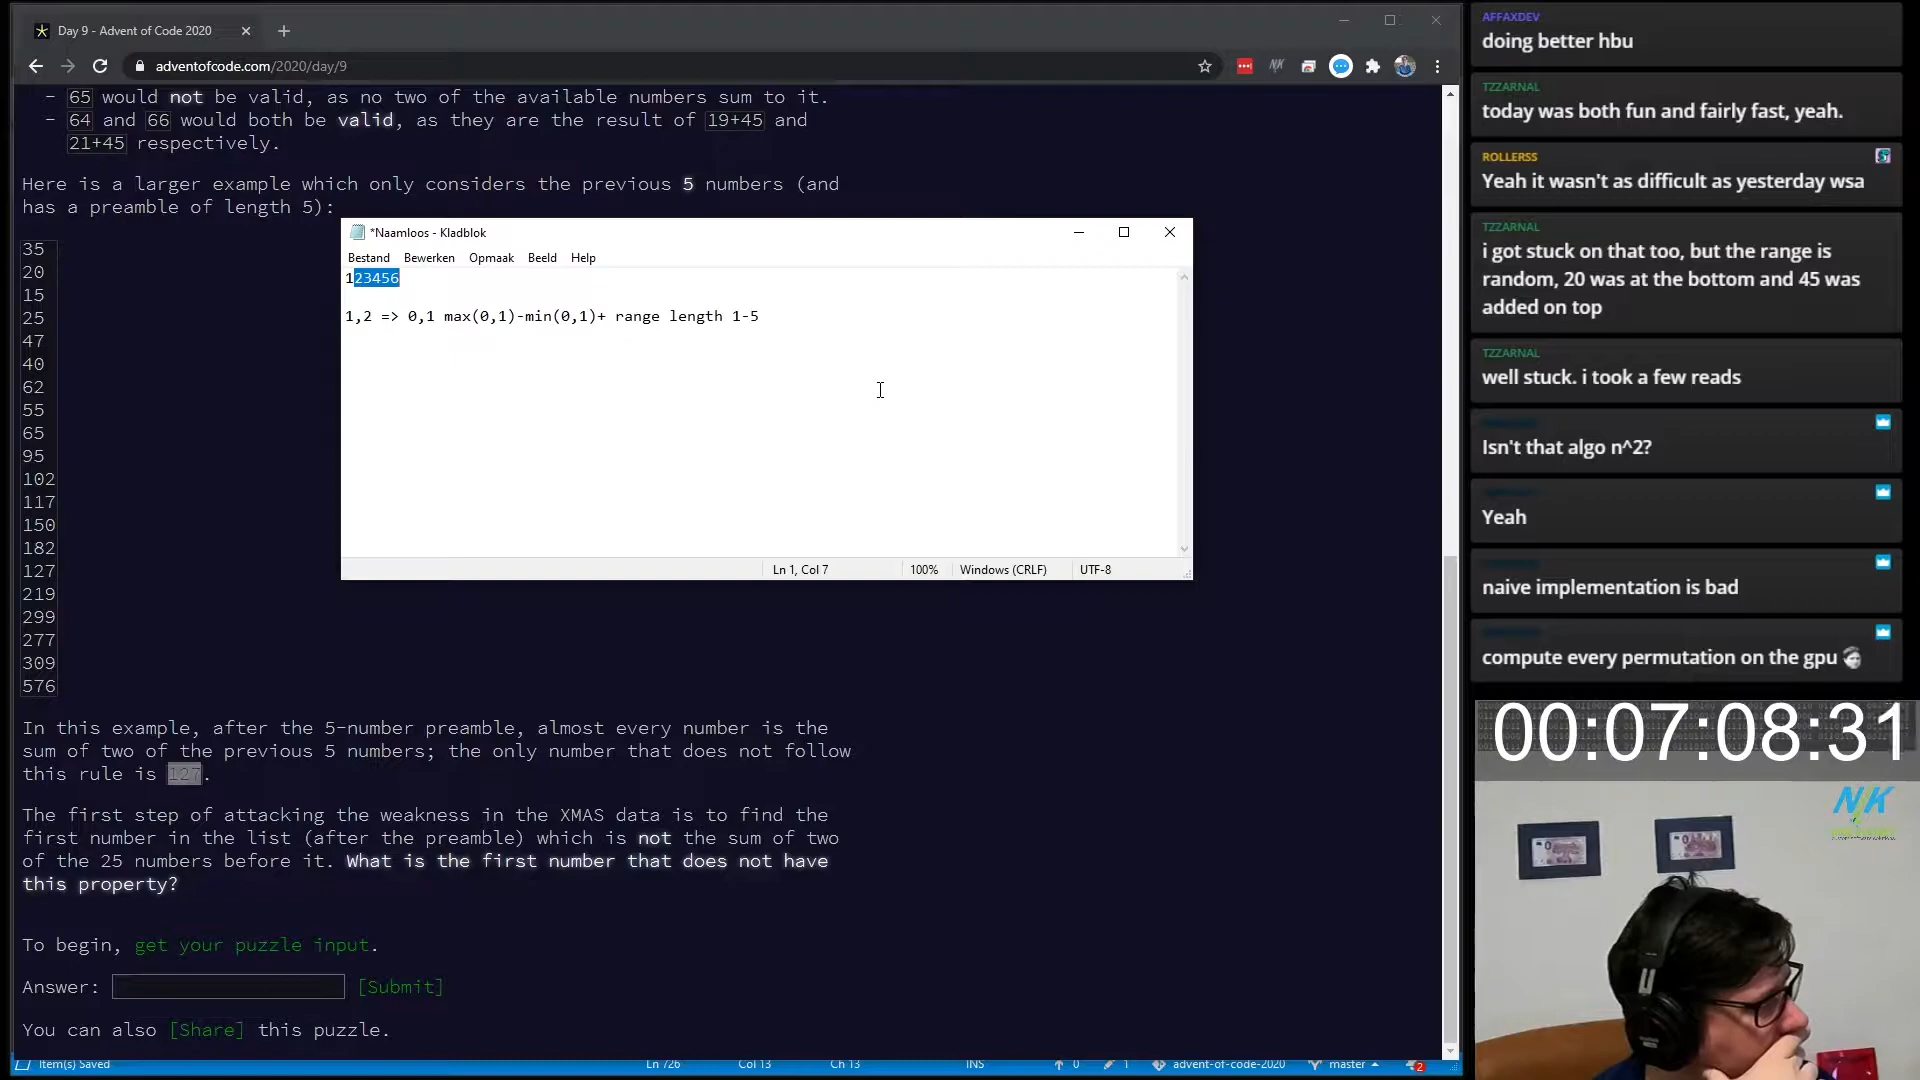 Day 9 - Advent of Code 2020
adventofcode.com/2020/day/9
- 65 would not be valid, as no two of the available numbers sum to it.
- 64 and 66 would both be valid, as they are the result of 19+45 and
21+45 respectively.
Here is a larger example which only considers the previous 5 numbers (and
has a preamble of length 5):
35
20
15
25
47
40
62
55
65
95
102
117
150
182
127
219
299
277
309
576
In this example, after the 5-number preamble, almost every number is the
sum of two of the previous 5 numbers; the only number that does not follow
this rule is 127.
The first step of attacking the weakness in the XMAS data is to find the
first number in the list (after the preamble) which is not the sum of two
of the 25 numbers before it. What is the first number that does not have
this property?
To begin, get your puzzle input.
Answer: [Submit]
You can also [Share] this puzzle.
*Naamloos - Kladblok
Bestand Bewerken Opmaak Beeld Help
123456
1,2 => 0,1 max(0,1)-min(0,1)+ range length 1-5
Ln 1, Col 7 100% Windows (CRLF) UTF-8
Item(s) Saved Ln 726 Col 13 Ch 13 INS 0 1 advent-of-code-2020 master 2
AFFAXDEV
doing better hbu
TZZARNAL
today was both fun and fairly fast, yeah.
ROLLERSS
Yeah it wasn't as difficult as yesterday wsa
TZZARNAL
i got stuck on that too, but the range is
random, 20 was at the bottom and 45 was
added on top
TZZARNAL
well stuck. i took a few reads
Isn't that algo n^2?
Yeah
naive implementation is bad
compute every permutation on the gpu
00:07:08:31
NK